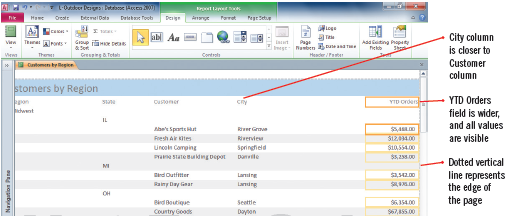 Report Layout Tools
L-Outdoor Designs : Database (Access 2007
File
Home
Create
External Data
Database Tools
Design
Arrange
Format
Page Setup
View
Themes
Colors
Fonts
Group & Sort
Totals
Hide Details
Insert Image
Logo
Title
Date and Time
Add Existing Fields
Property Sheet
Views
Themes
Grouping & Totals
Controls
Header / Footer
Tools
Customers by Region
stomers by Region
egion State Customer City YTD Orders
Midwest
IL
Abe's Sports Hut River Grove $5,488.00
Fresh Air Kites Riverview $12,034.00
Lincoln Camping Springfield $10,554.00
Prairie State Building Depot Danville $3,258.00
MI
Bird Outfitter Lansing $3,542.00
Rainy Day Gear Lansing $8,976.00
OH
Bird Boutique Seattle $6,354.00
Country Goods Dayton $67,855.00
Navigation Pane
City column
is closer to
Customer
column
YTD Orders
field is wider,
and all values
are visible
Dotted vertical
line represents
the edge of
the page